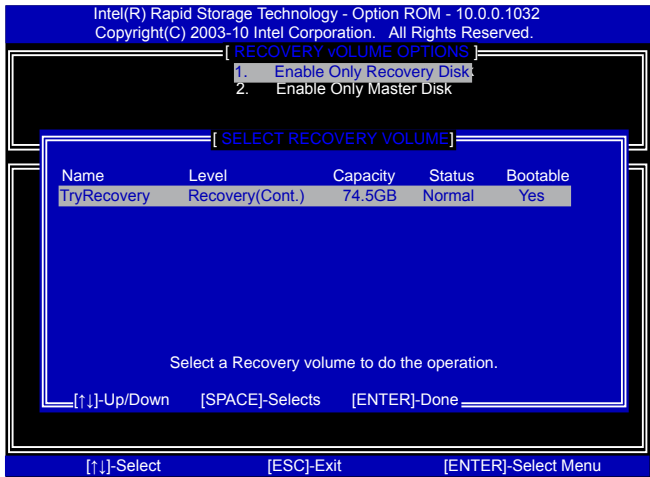 Intel(R) Rapid Storage Technology - Option ROM - 10.0.0.1032
Copyright(C) 2003-10 Intel Corporation. All Rights Reserved.
[ RECOVERY vOLUME OPTIONS ]
1. Enable Only Recovery Disk
2. Enable Only Master Disk
[ SELECT RECOVERY VOLUME]
Name Level Capacity Status Bootable
TryRecovery Recovery(Cont.) 74.5GB Normal Yes
Select a Recovery volume to do the operation.
[↑↓]-Up/Down [SPACE]-Selects [ENTER]-Done
[↑↓]-Select [ESC]-Exit [ENTER]-Select Menu